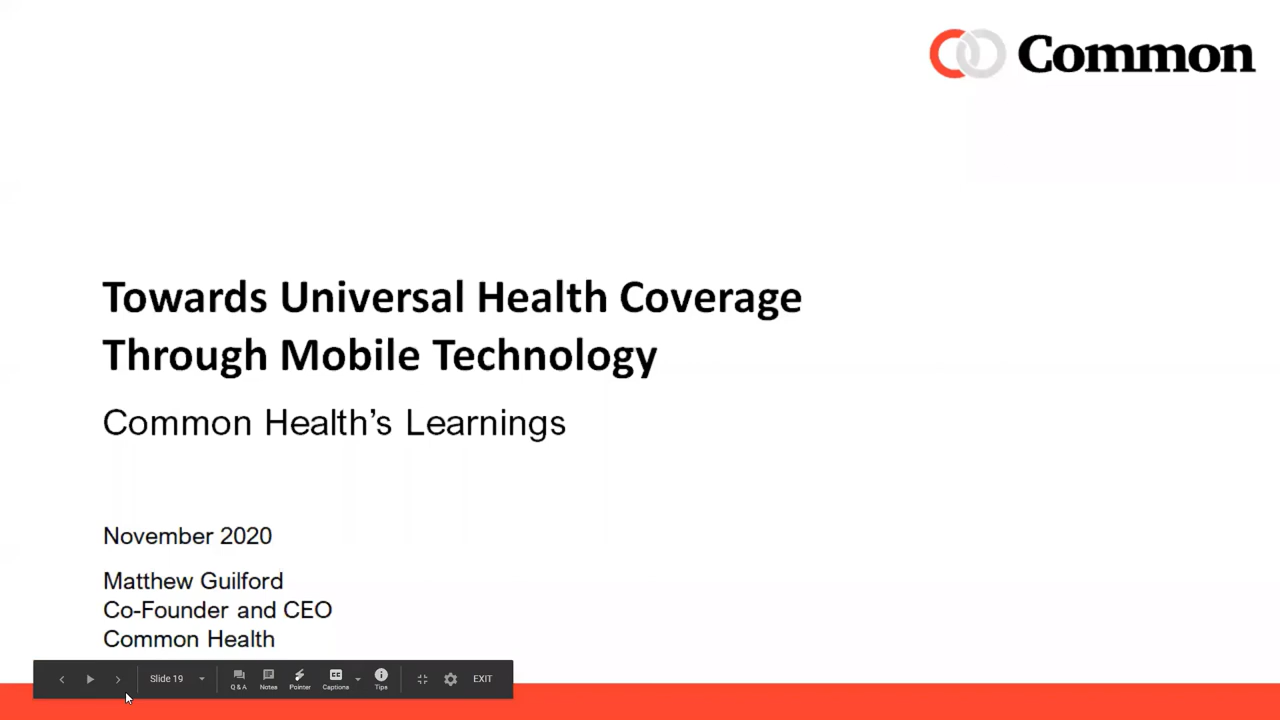 Common
Towards Universal Health Coverage
Through Mobile Technology
Common Health's Learnings
November 2020
Matthew Guilford
Co-Founder and CEO
Common Health
Slide 19
Q & A
Notes
Pointer
CC
Captions
Tips
EXIT